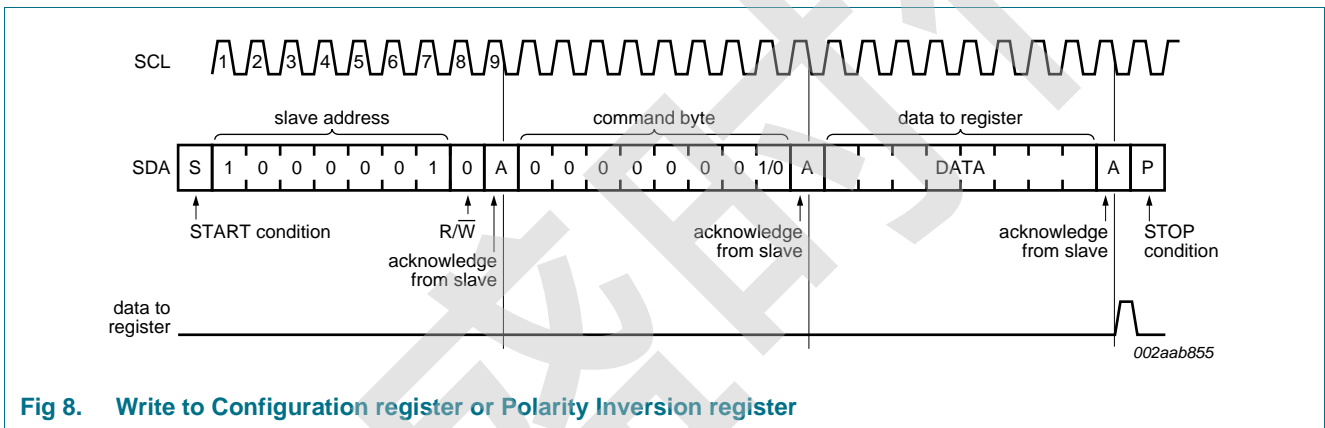 SCL 1 2 3 4 5 6 7 8 9
slave address command byte data to register
SDA S 1 0 0 0 0 0 1 0 A 0 0 0 0 0 0 0 1/0 A DATA A P
START condition R/W acknowledge from slave acknowledge from slave acknowledge from slave STOP condition
data to
register
002aab855
Fig 8. Write to Configuration register or Polarity Inversion register